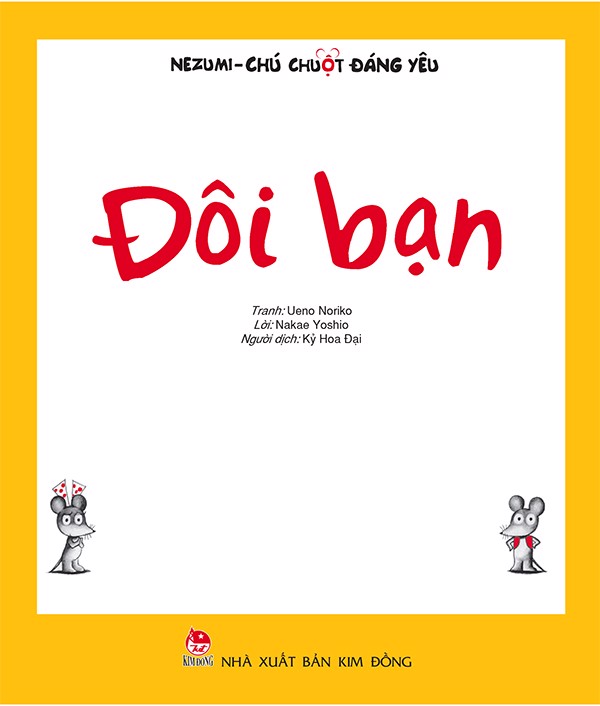 NEZUMI - CHÚ CHUỘT ĐÁNG YÊU
Đôi bạn
Tranh: Ueno Noriko
Lời: Nakae Yoshio
Người dịch: Kỷ Hoa Đại
KIM ĐỒNG
NHÀ XUẤT BẢN KIM ĐỒNG